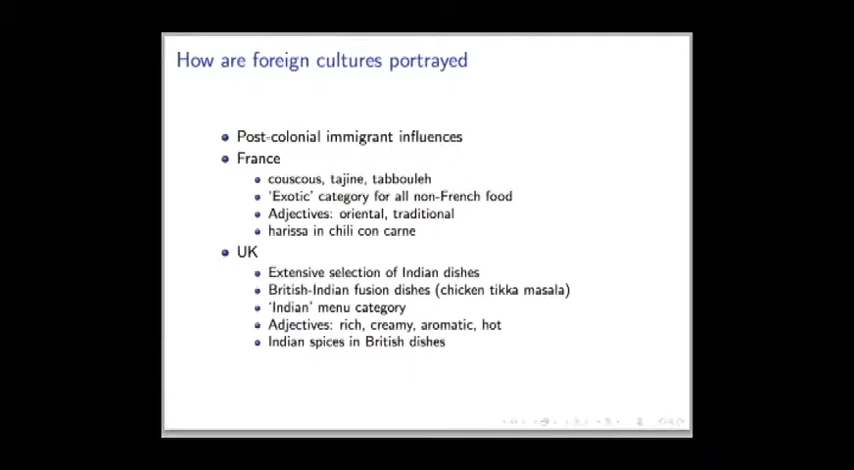 How are foreign cultures portrayed
Post-colonial immigrant influences
France
couscous, tajine, tabbouleh
'Exotic' category for all non-French food
Adjectives: oriental, traditional
harissa in chili con carne
UK
Extensive selection of Indian dishes
British-Indian fusion dishes (chicken tikka masala)
'Indian' menu category
Adjectives: rich, creamy, aromatic, hot
Indian spices in British dishes